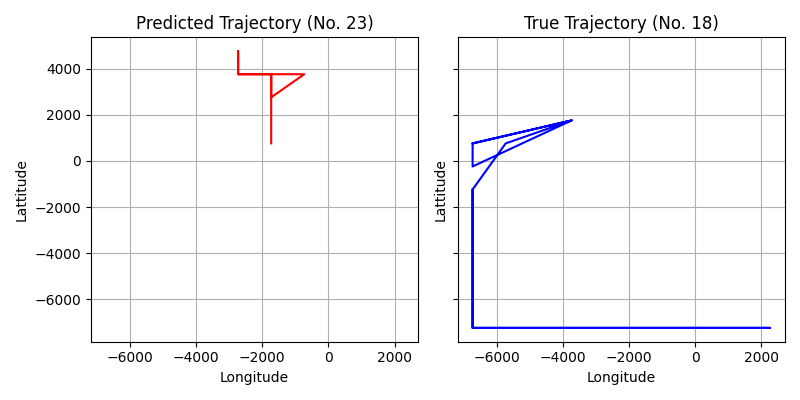 Predicted Trajectory (No. 23)
Lattitude
4000
2000
0
−2000
−4000
−6000
−6000 −4000 −2000 0 2000
Longitude
True Trajectory (No. 18)
Lattitude
−6000 −4000 −2000 0 2000
Longitude